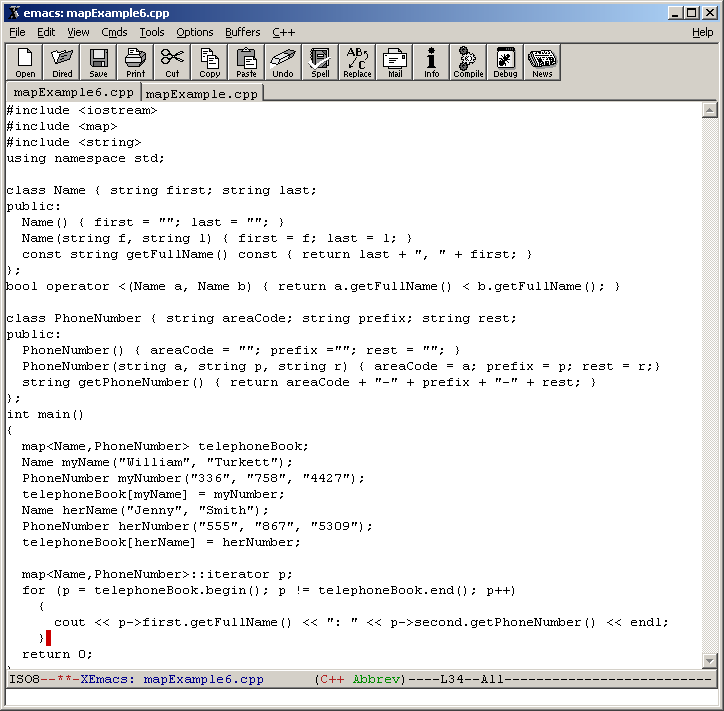 emacs: mapExample6.cpp
File Edit View Cmds Tools Options Buffers C++ Help
Open Dired Save Print Cut Copy Paste Undo Spell Replace Mail Info Compile Debug News
mapExample6.cpp mapExample.cpp
#include <iostream>
#include <map>
#include <string>
using namespace std;
class Name { string first; string last;
public:
  Name() { first = ""; last = ""; }
  Name(string f, string l) { first = f; last = l; }
  const string getFullName() const { return last + ", " + first; }
};
bool operator <(Name a, Name b) { return a.getFullName() < b.getFullName(); }
class PhoneNumber { string areaCode; string prefix; string rest;
public:
  PhoneNumber() { areaCode = ""; prefix =""; rest = ""; }
  PhoneNumber(string a, string p, string r) { areaCode = a; prefix = p; rest = r;}
  string getPhoneNumber() { return areaCode + "-" + prefix + "-" + rest; }
};
int main()
{
  map<Name,PhoneNumber> telephoneBook;
  Name myName("William", "Turkett");
  PhoneNumber myNumber("336", "758", "4427");
  telephoneBook[myName] = myNumber;
  Name herName("Jenny", "Smith");
  PhoneNumber herNumber("555", "867", "5309");
  telephoneBook[herName] = herNumber;
  map<Name,PhoneNumber>::iterator p;
  for (p = telephoneBook.begin(); p != telephoneBook.end(); p++)
    {
      cout << p->first.getFullName() << ": " << p->second.getPhoneNumber() << endl;
    }
  return 0;
ISO8--**-XEmacs: mapExample6.cpp (C++ Abbrev)----L34--All--------------------------